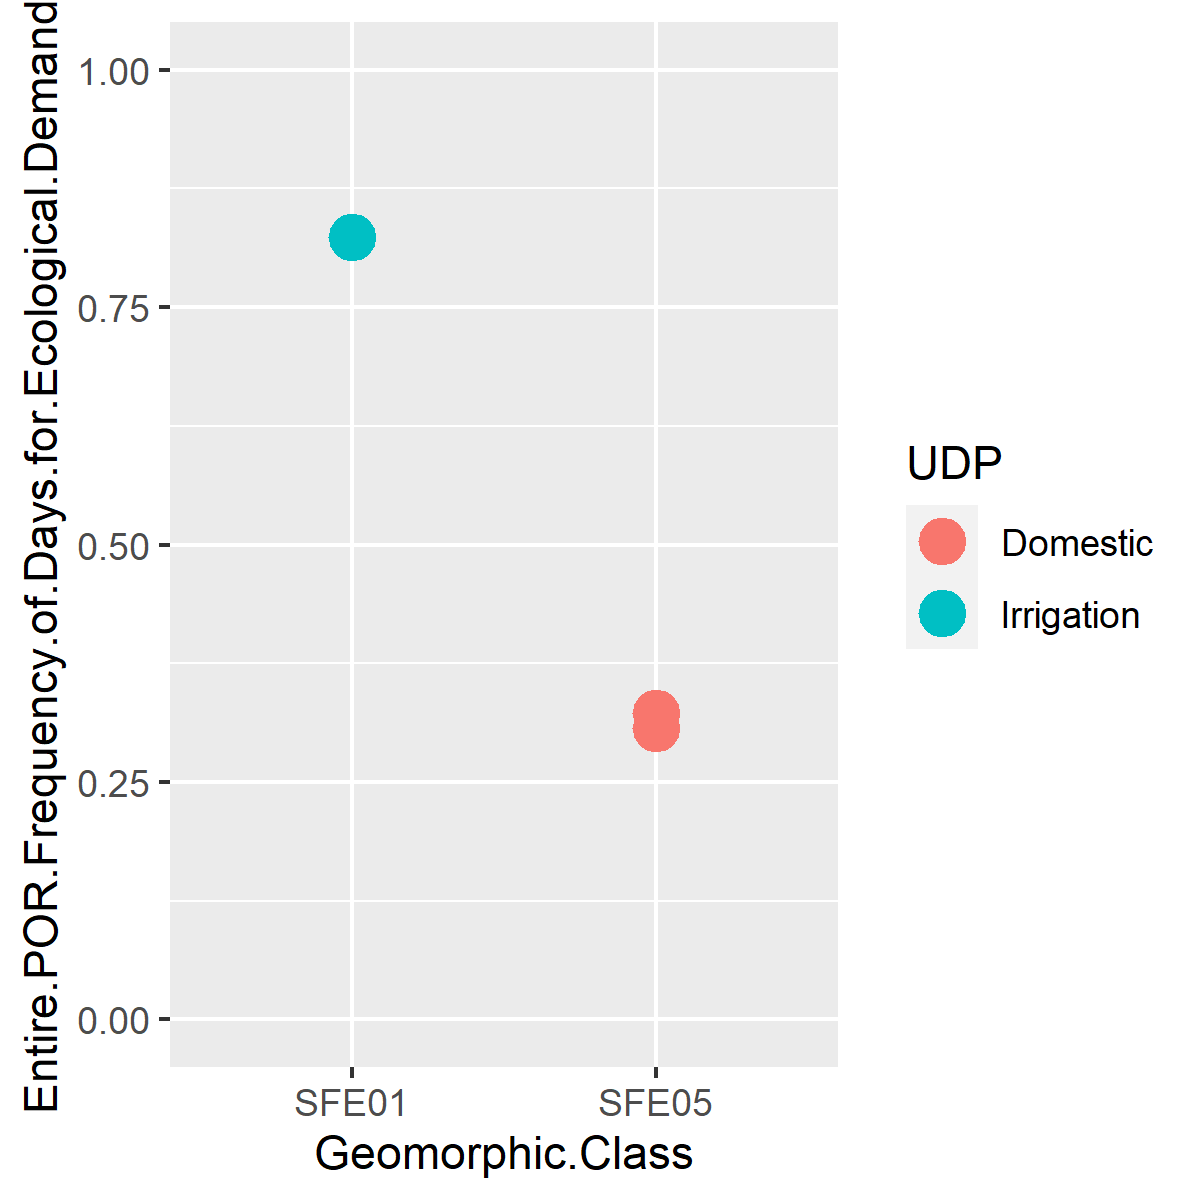 Entire.POR.Frequency.of.Days.for.Ecological.Demand
1.00
0.75
0.50
0.25
0.00
SFE01
SFE05
Geomorphic.Class
UDP
Domestic
Irrigation